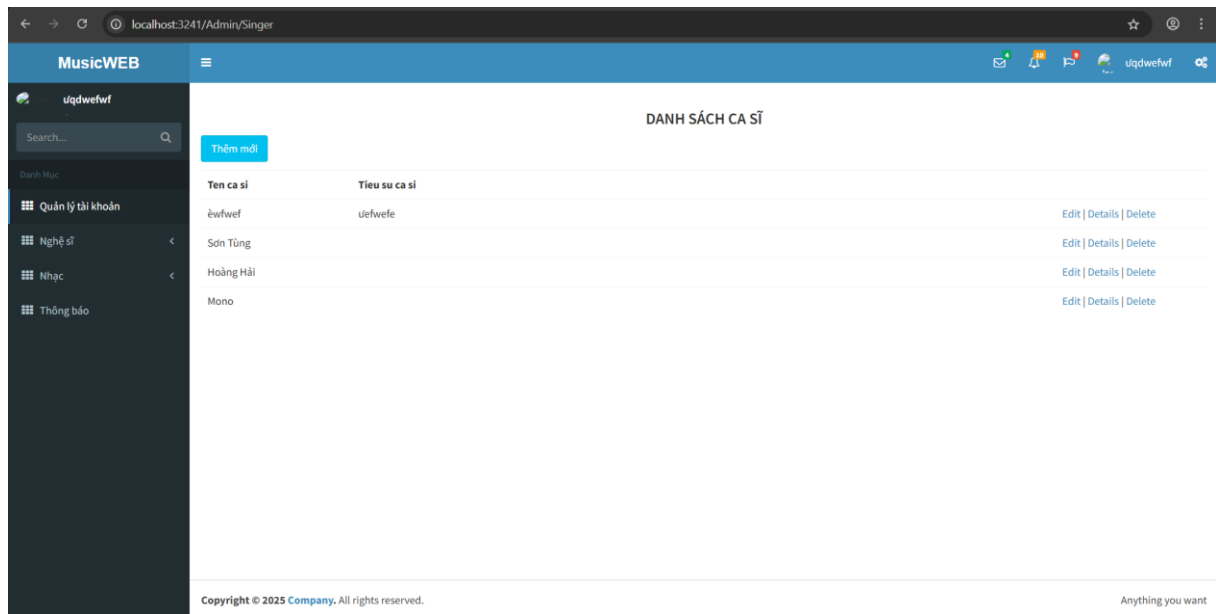 localhost:3241/Admin/Singer
MusicWEB
4
10
9
ưqdwefwf
ưqdwefwf
Search...
Danh Mục
Quản lý tài khoản
Nghệ sĩ
Nhạc
Thông báo
DANH SÁCH CA SĨ
Thêm mới
Ten ca si Tieu su ca si
èwfwef ưefwefe Edit | Details | Delete
Sơn Tùng Edit | Details | Delete
Hoàng Hải Edit | Details | Delete
Mono Edit | Details | Delete
Copyright © 2025 Company. All rights reserved. Anything you want